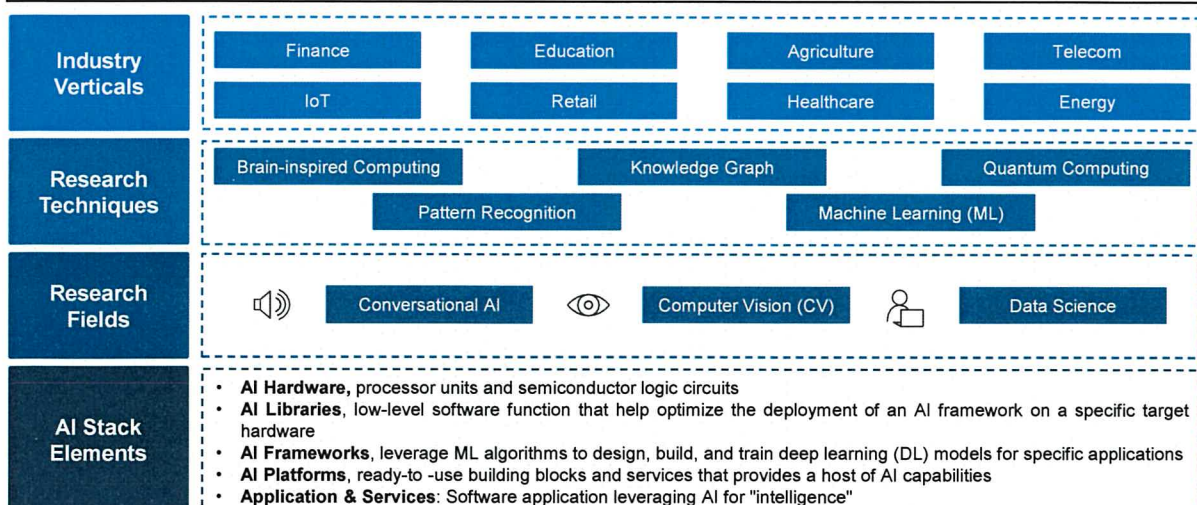 Industry
Verticals
Finance
Education
Agriculture
Telecom
IoT
Retail
Healthcare
Energy
Research
Techniques
Brain-inspired Computing
Knowledge Graph
Quantum Computing
Pattern Recognition
Machine Learning (ML)
Research
Fields
Conversational AI
Computer Vision (CV)
Data Science
AI Stack
Elements
• AI Hardware, processor units and semiconductor logic circuits
• AI Libraries, low-level software function that help optimize the deployment of an AI framework on a specific target
hardware
• AI Frameworks, leverage ML algorithms to design, build, and train deep learning (DL) models for specific applications
• AI Platforms, ready-to -use building blocks and services that provides a host of AI capabilities
• Application & Services: Software application leveraging AI for "intelligence"